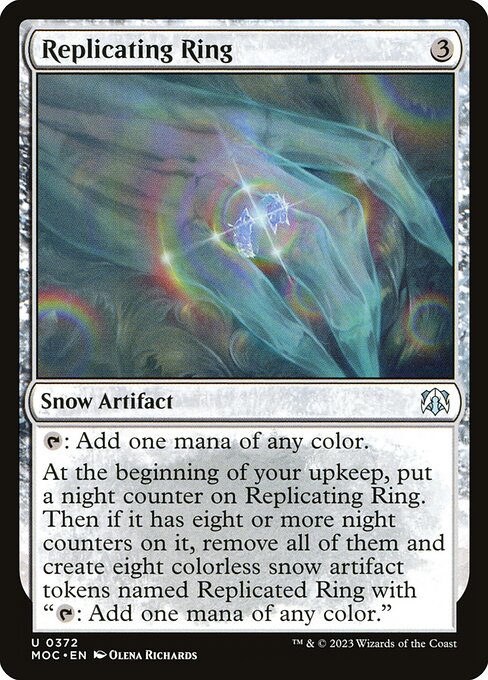 Replicating Ring 3
Snow Artifact
: Add one mana of any color.
At the beginning of your upkeep, put
a night counter on Replicating Ring.
Then if it has eight or more night
counters on it, remove all of them and
create eight colorless snow artifact
tokens named Replicated Ring with
“: Add one mana of any color.”
U 0372
MOC • EN Olena Richards
™ & © 2023 Wizards of the Coast